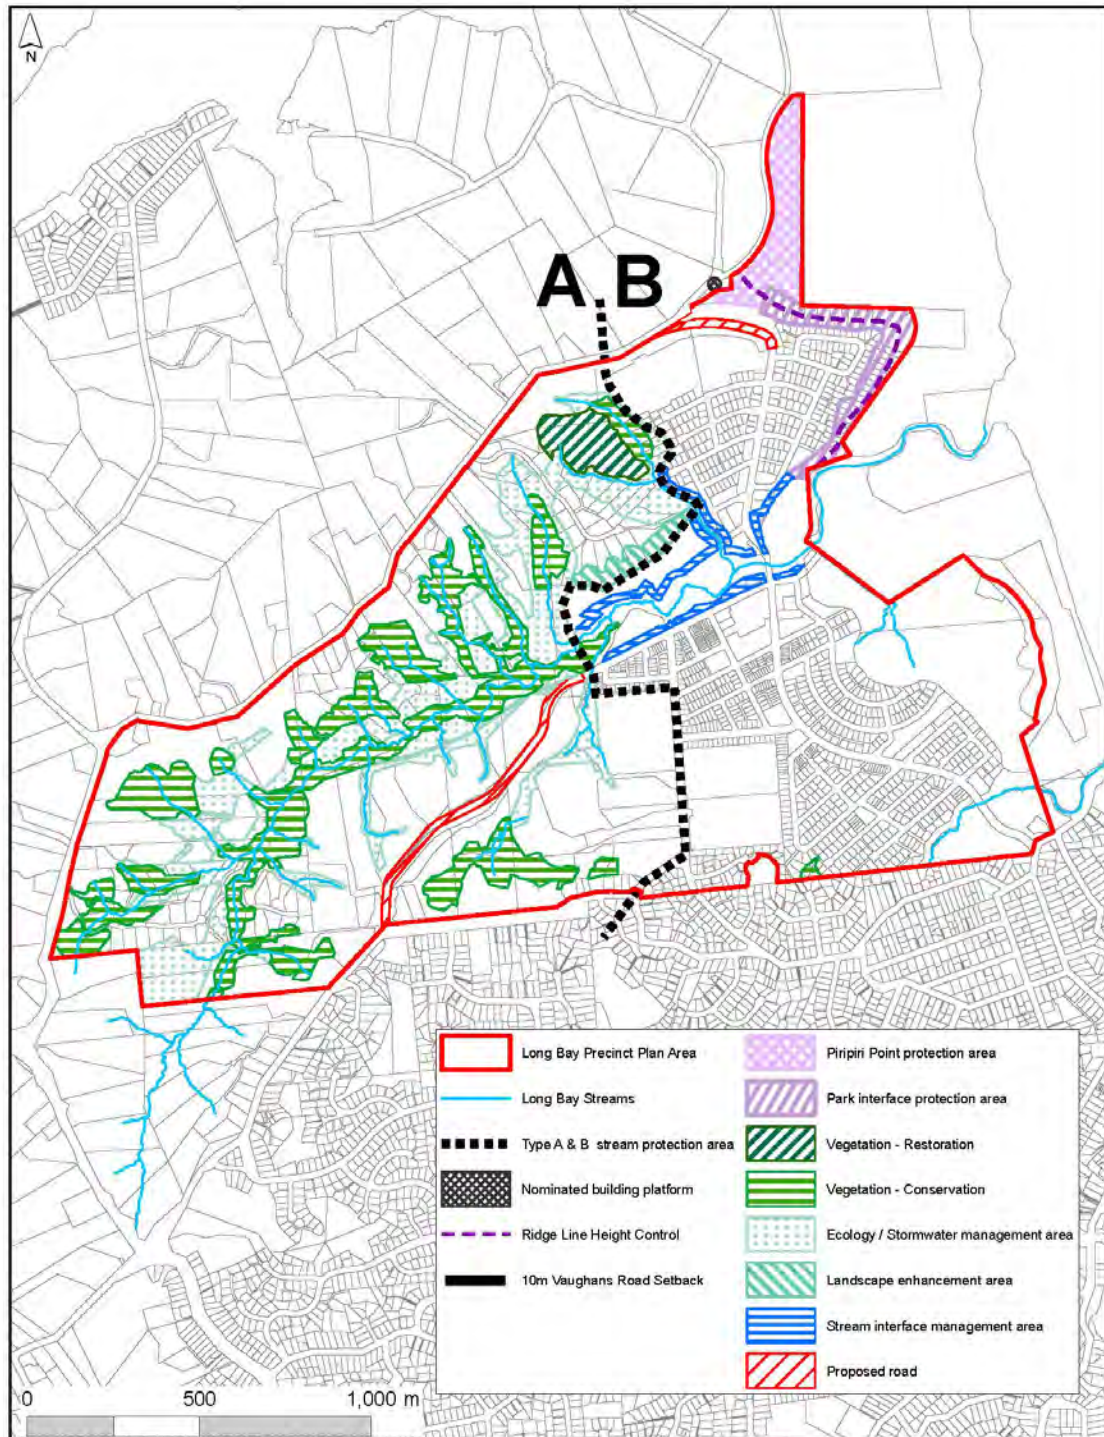 N
A B
Long Bay Precinct Plan Area
Long Bay Streams
Type A & B stream protection area
Nominated building platform
Ridge Line Height Control
10m Vaughans Road Setback
Piripiri Point protection area
Park interface protection area
Vegetation - Restoration
Vegetation - Conservation
Ecology / Stormwater management area
Landscape enhancement area
Stream interface management area
Proposed road
0 500 1,000 m